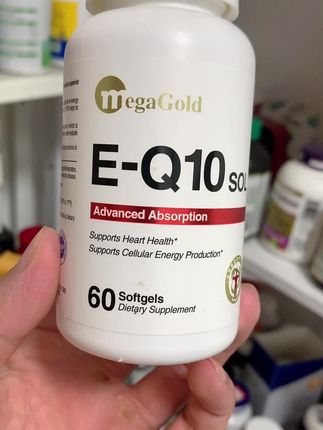 megaGold
E-Q10 SOL
Advanced Absorption
Supports Heart Health*
Supports Cellular Energy Production*
60 Softgels
Dietary Supplement